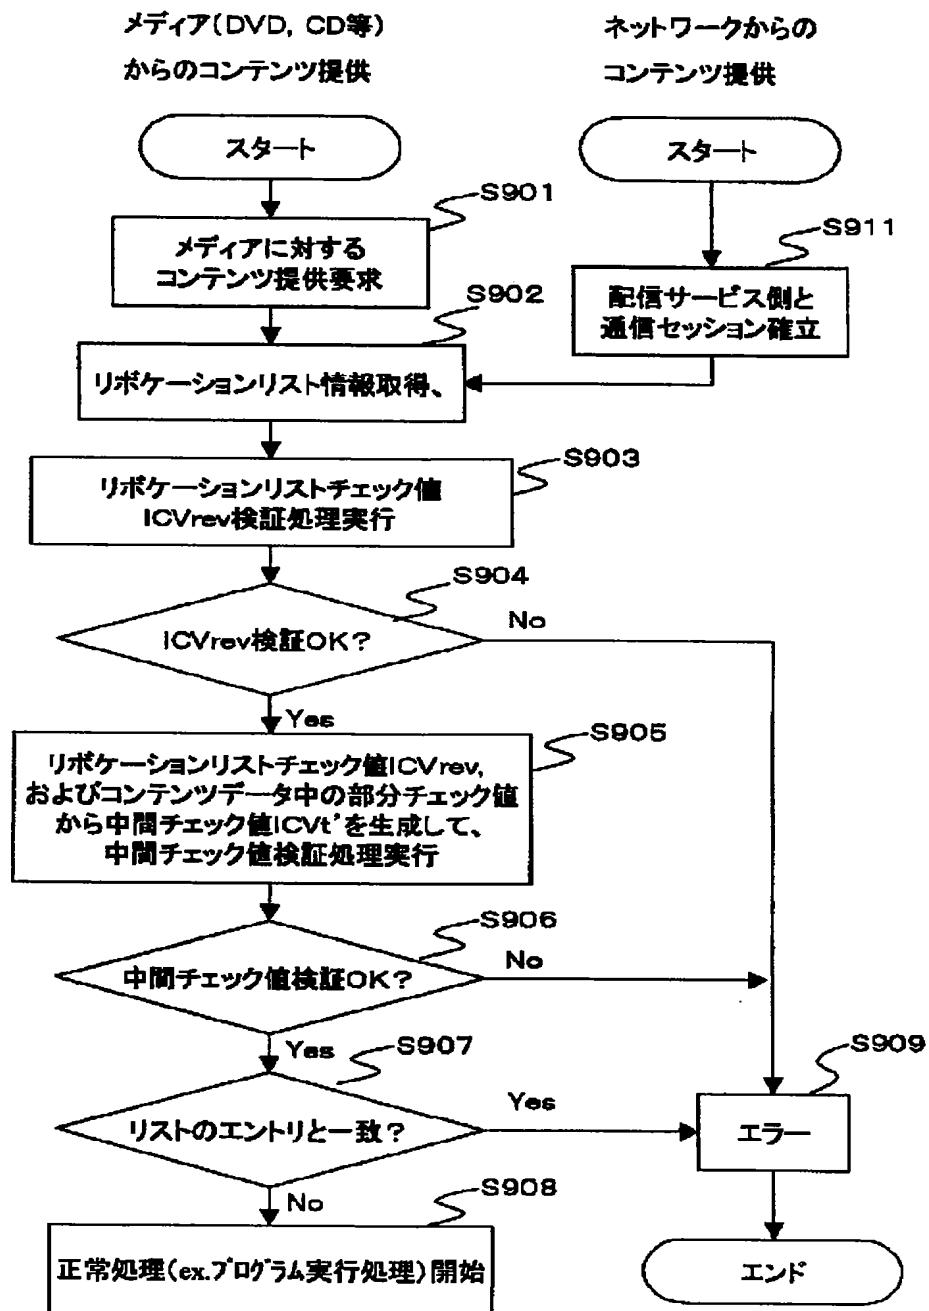 メディア(DVD, CD等)
からのコンテンツ提供
ネットワークからの
コンテンツ提供
スタート
スタート
S901
メディアに対する
コンテンツ提供要求
S911
配信サービス側と
通信セッション確立
S902
リボケーションリスト情報取得、
S903
リボケーションリストチェック値
ICVrev検証処理実行
S904
ICVrev検証OK?
No
Yes
S905
リボケーションリストチェック値ICVrev,
およびコンテンツデータ中の部分チェック値
から中間チェック値ICVt'を生成して、
中間チェック値検証処理実行
S906
中間チェック値検証OK?
No
Yes
S907
リストのエントリと一致?
Yes
S909
エラー
No
S908
正常処理(ex.プログラム実行処理)開始
エンド